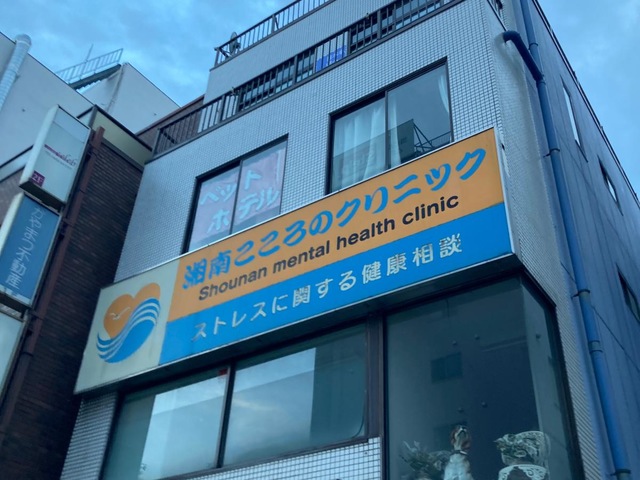 ペット
ホテル
湘南こころのクリニック
Shounan mental health clinic
ストレスに関する健康相談